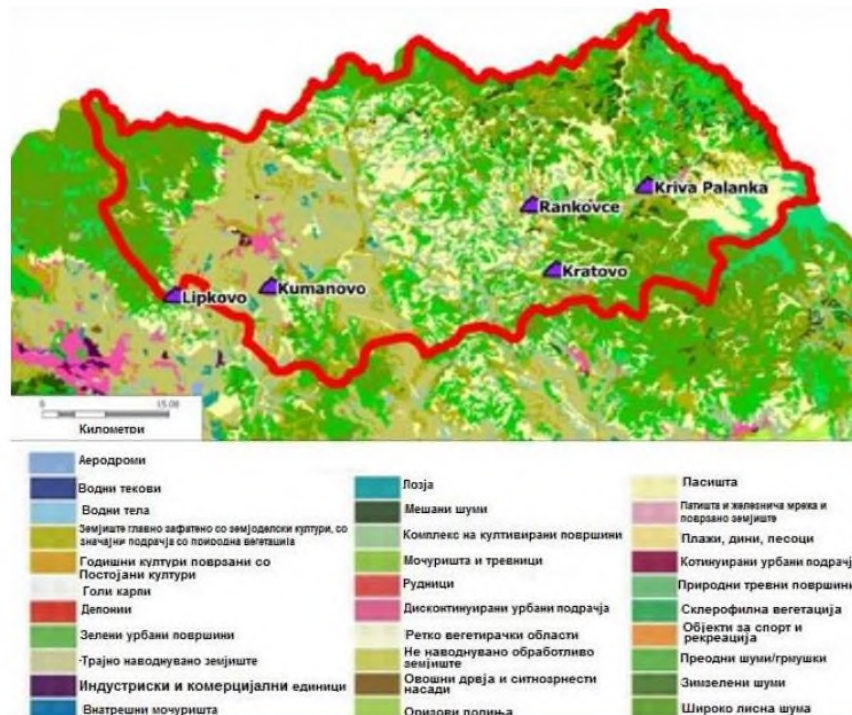 Kriva Palanka
Rankovce
Kratovo
Lipkovo
Kumanovo
0 15.00
Километри
Аеродроми
Водни текови
Водни тела
Земјиште главно зафатено со земјоделски култури, со
значајни подрачја со природна вегетација
Годишни култури поврзани со
Постојани култури
Голи карпи
Депонии
Зелени урбани површини
-Трајно наводнувано земјиште
Индустриски и комерцијални единици
Внатрешни мочуришта
Лозја
Мешани шуми
Комплекс на култивирани површини
Мочуришта и тревници
Рудници
Дисконтинуирани урбани подрачја
Ретко вегетирачки области
Не наводнувано обработливо
земјиште
Овошни дрвја и ситнозрнести
насади
Оризови полиња
Пасишта
Патишта и железнича мрежа и
поврзано земјиште
Плажи, дини, песоци
Котинуирани урбани подрачј
Природни тревни површини
Склерофилна вегетација
Објекти за спорт и
рекреација
Преодни шуми/грмушки
Зимзелени шуми
Широко лисна шума